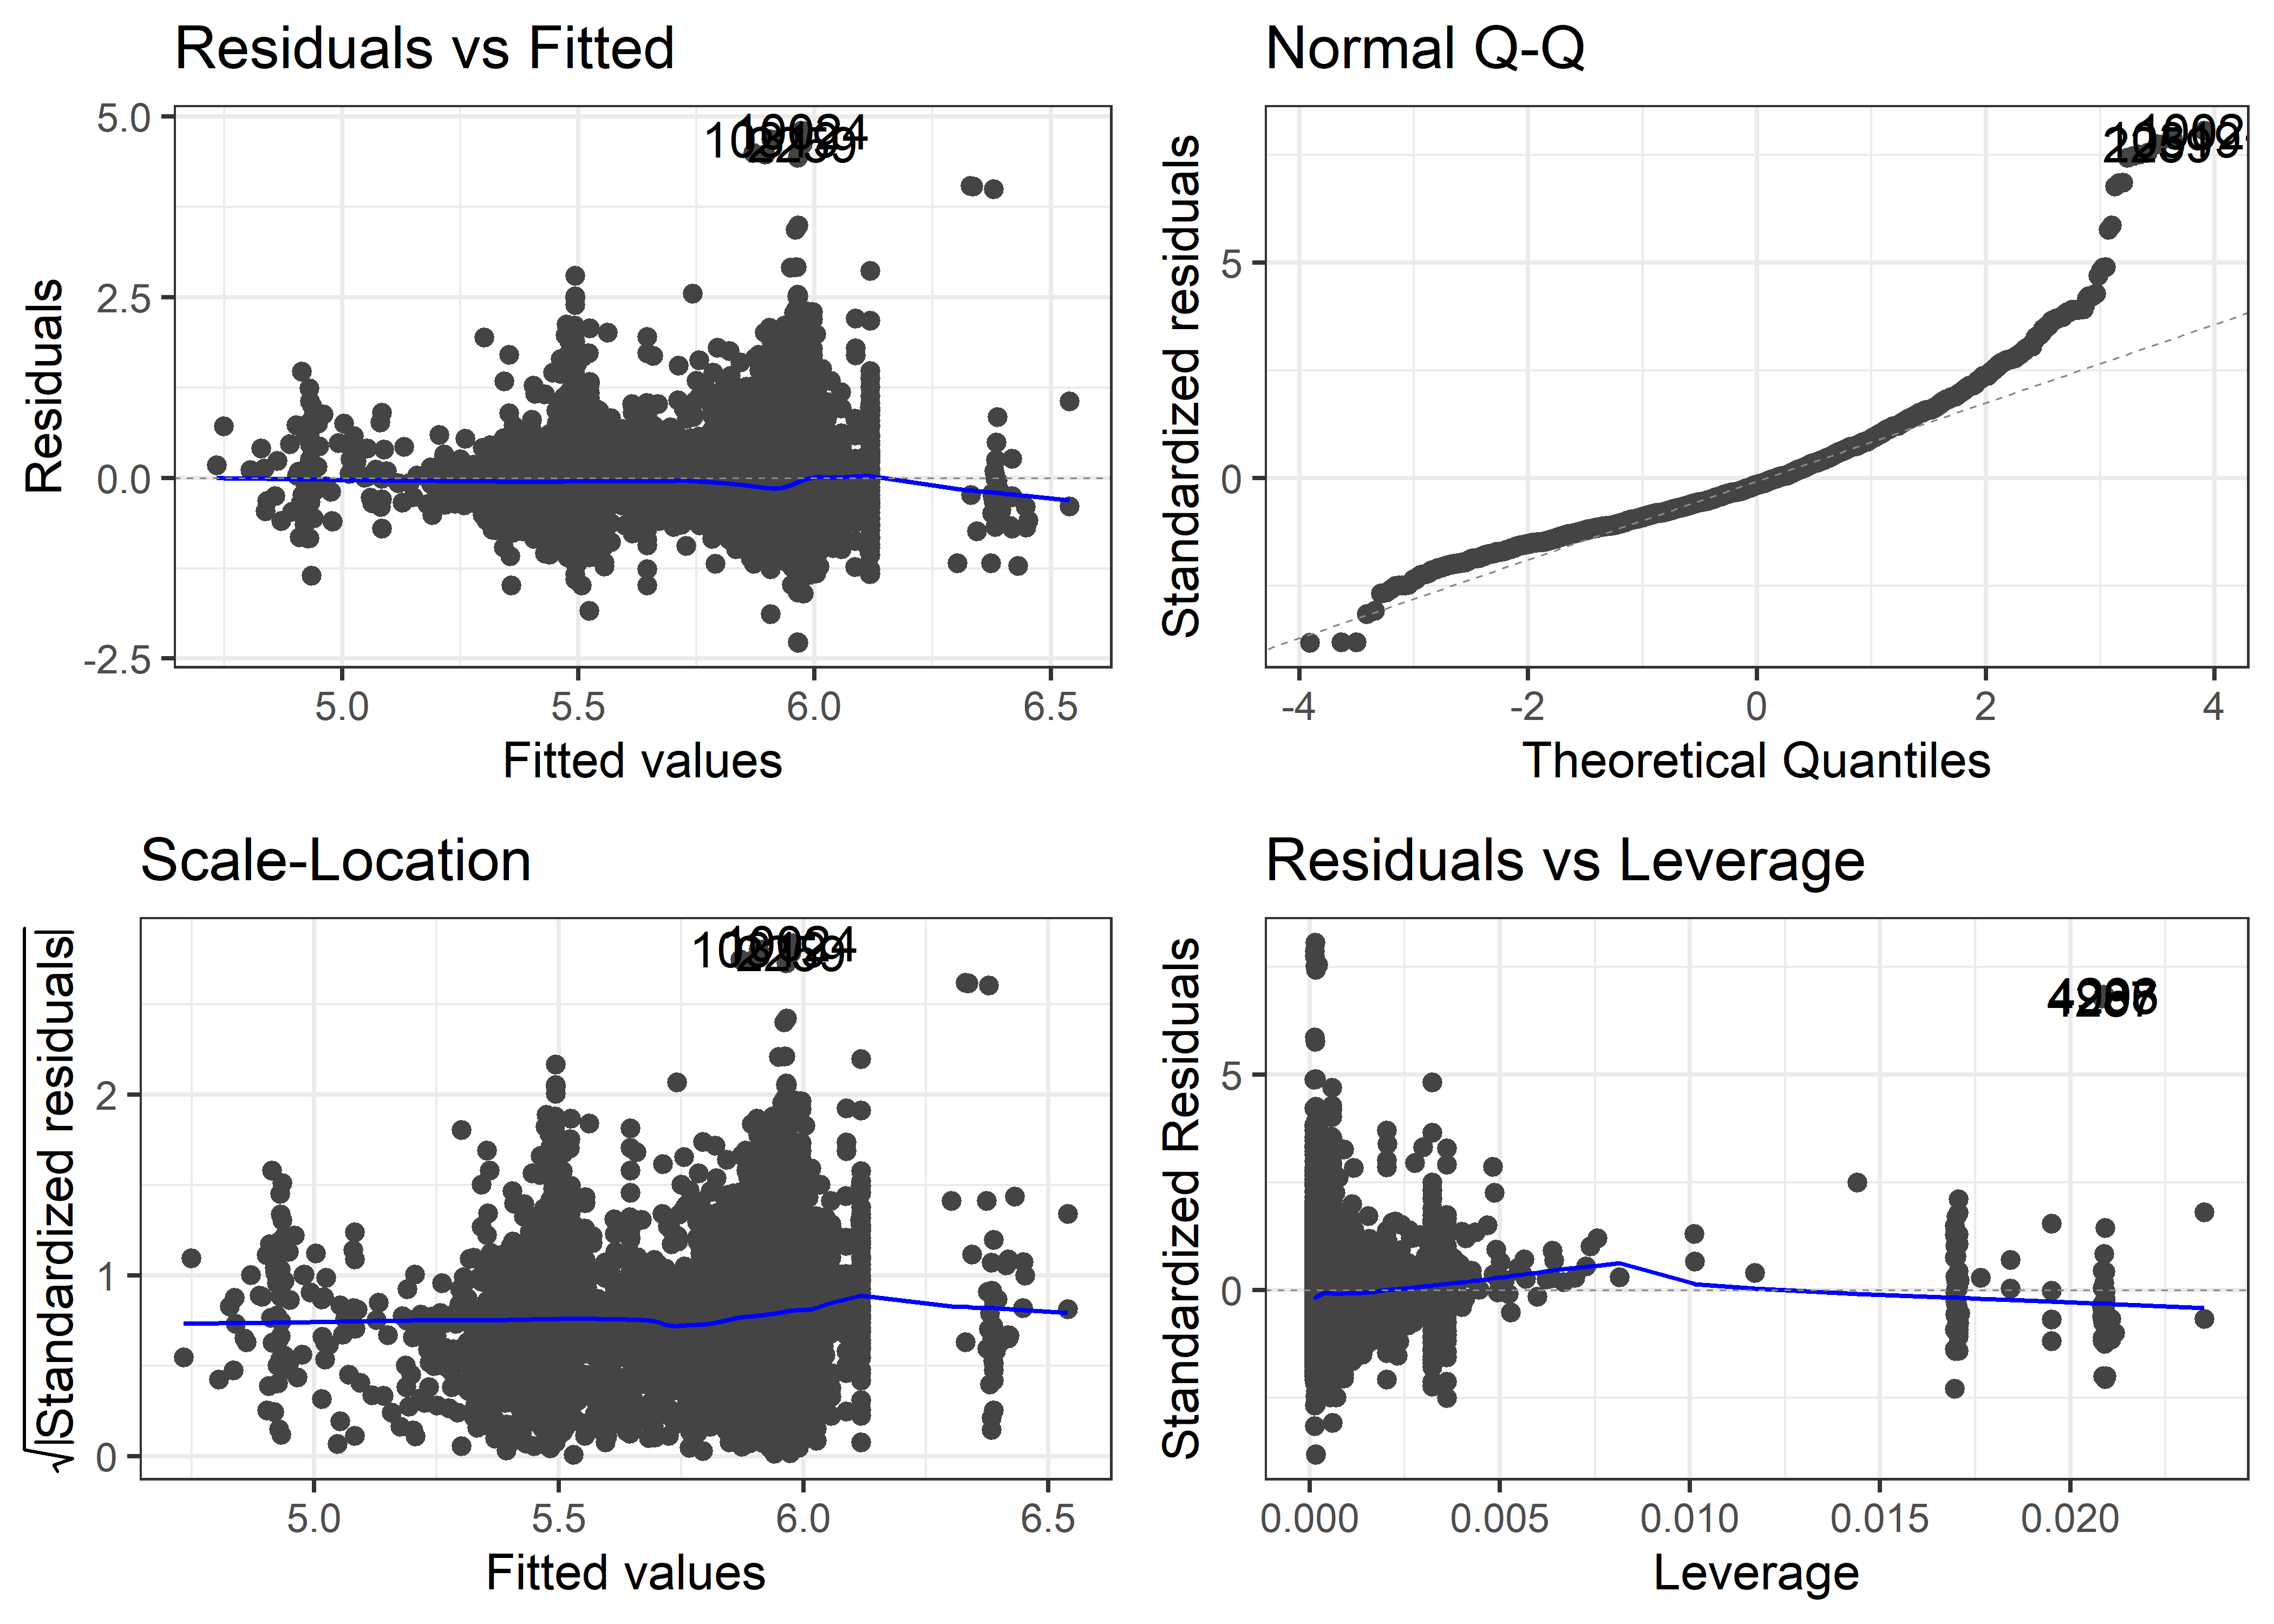 Residuals vs Fitted
5.0
2.5
0.0
-2.5
Residuals
5.0 5.5 6.0 6.5
Fitted values
Normal Q-Q
5
0
Standardized residuals
-4 -2 0 2 4
Theoretical Quantiles
Scale-Location
2
1
0
√|Standardized residuals|
5.0 5.5 6.0 6.5
Fitted values
Residuals vs Leverage
5
0
Standardized Residuals
0.000 0.005 0.010 0.015 0.020
Leverage